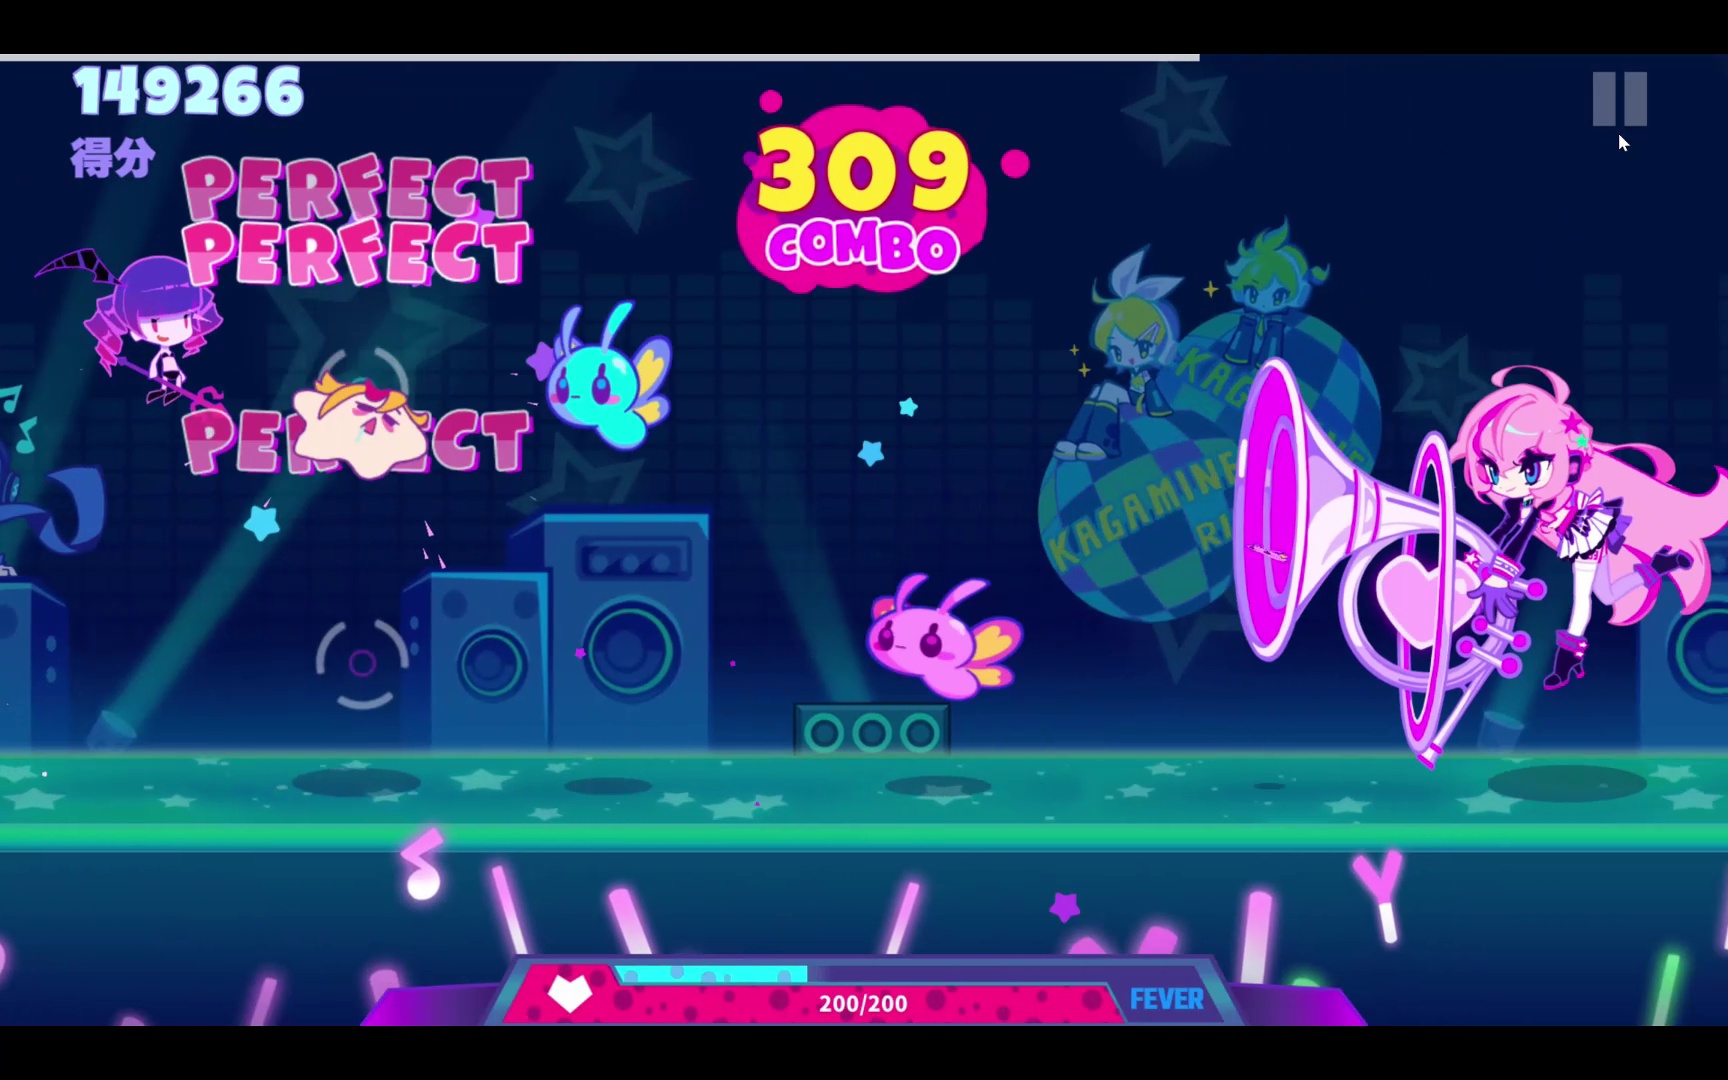 149266
得分
PERFECT
PERFECT
309
COMBO
KAGAMINE
200/200
FEVER